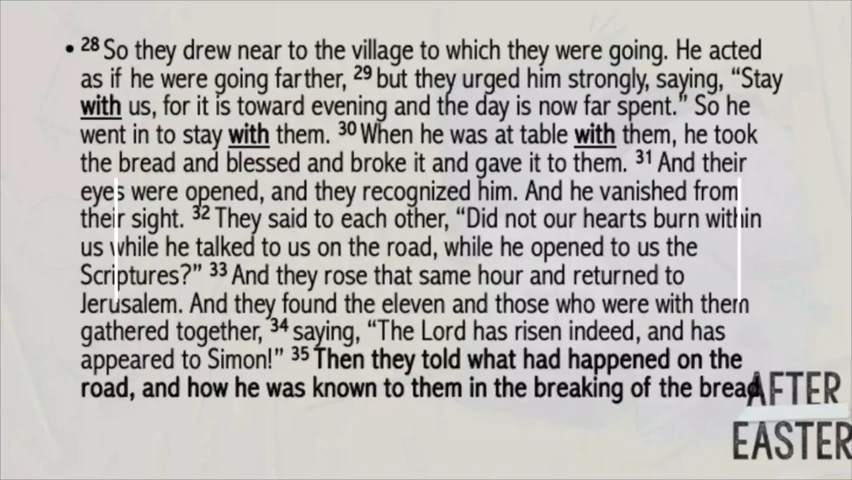 • 28 So they drew near to the village to which they were going. He acted
as if he were going farther, 29 but they urged him strongly, saying, “Stay
with us, for it is toward evening and the day is now far spent.” So he
went in to stay with them. 30 When he was at table with them, he took
the bread and blessed and broke it and gave it to them. 31 And their
eyes were opened, and they recognized him. And he vanished from
their sight. 32 They said to each other, “Did not our hearts burn within
us while he talked to us on the road, while he opened to us the
Scriptures?” 33 And they rose that same hour and returned to
Jerusalem. And they found the eleven and those who were with them
gathered together, 34 saying, “The Lord has risen indeed, and has
appeared to Simon!” 35 Then they told what had happened on the
road, and how he was known to them in the breaking of the bread
AFTER
EASTER